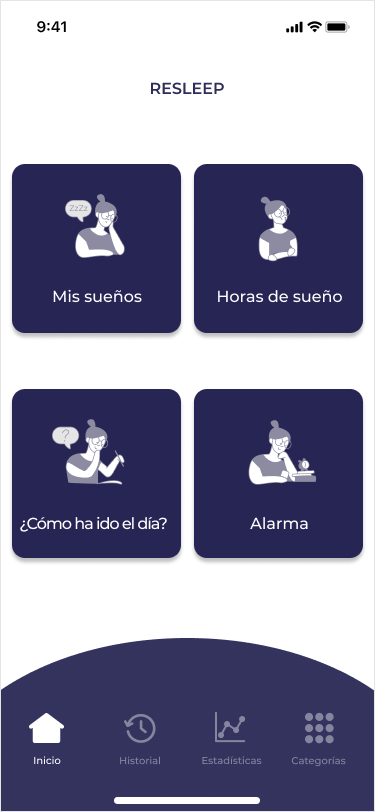 9:41
RESLEEP
ZzZz
Mis sueños
Horas de sueño
?
¿Cómo ha ido el día?
Alarma
Inicio
Historial
Estadísticas
Categorías